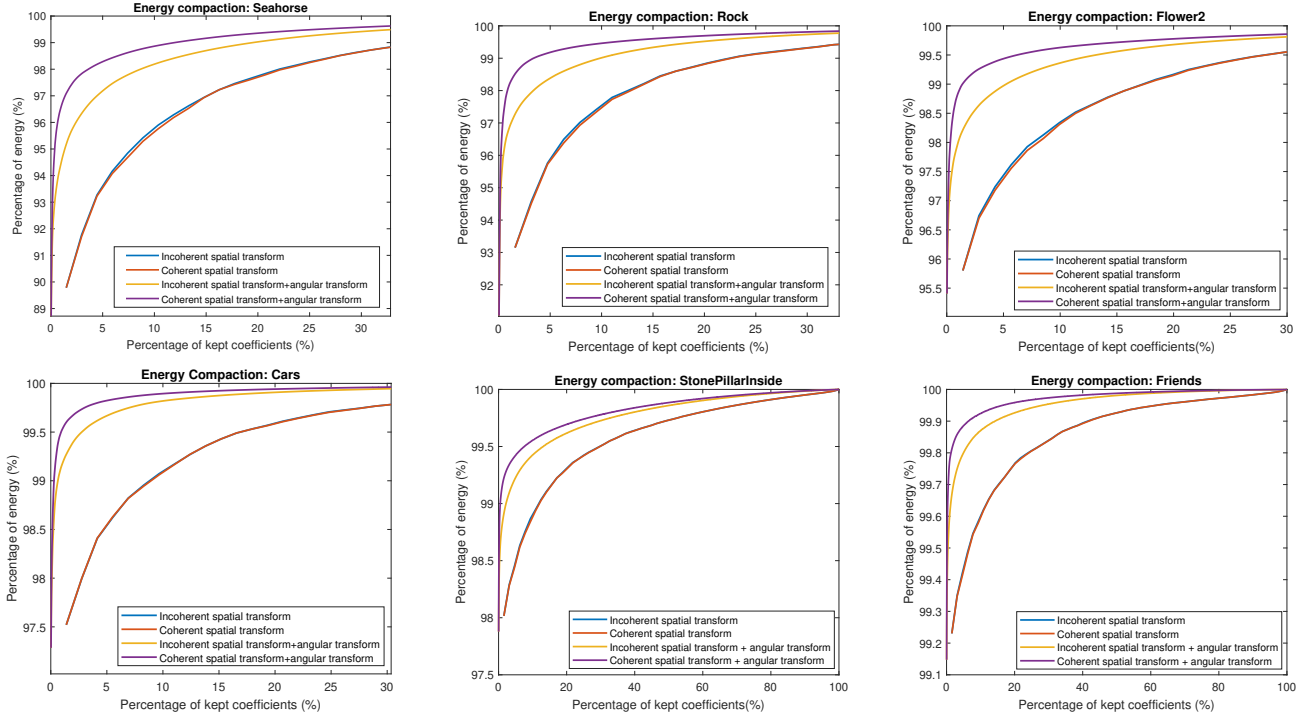 Energy compaction: Seahorse
Percentage of energy (%)
100
99
98
97
96
95
94
93
92
91
90
89
Incoherent spatial transform
Coherent spatial transform
Incoherent spatial transform+angular transform
Coherent spatial transform+angular transform
0 5 10 15 20 25 30
Percentage of kept coefficients (%)
Energy compaction: Rock
Percentage of energy (%)
100
99
98
97
96
95
94
93
92
Incoherent spatial transform
Coherent spatial transform
Incoherent spatial transform+angular transform
Coherent spatial transform+angular transform
0 5 10 15 20 25 30
Percentage of kept coefficients(%)
Energy compaction: Flower2
Percentage of energy (%)
100
99.5
99
98.5
98
97.5
97
96.5
96
95.5
Incoherent spatial transform
Coherent spatial transform
Incoherent spatial transform+angular transform
Coherent spatial transform+angular transform
0 5 10 15 20 25 30
Percentage of kept coefficients(%)
Energy Compaction: Cars
Percentage of energy (%)
100
99.5
99
98.5
98
97.5
Incoherent spatial transform
Coherent spatial transform
Incoherent spatial transform+angular transform
Coherent spatial transform+angular transform
0 5 10 15 20 25 30
Percentage of kept coefficients (%)
Energy compaction: StonePillarInside
Percentage of energy (%)
100
99.5
99
98.5
98
97.5
Incoherent spatial transform
Coherent spatial transform
Incoherent spatial transform + angular transform
Coherent spatial transform + angular transform
0 20 40 60 80 100
Percentage of kept coefficients(%)
Energy compaction: Friends
Percentage of energy (%)
100
99.9
99.8
99.7
99.6
99.5
99.4
99.3
99.2
99.1
Incoherent spatial transform
Coherent spatial transform
Incoherent spatial transform + angular transform
Coherent spatial transform + angular transform
0 20 40 60 80 100
Percentage of kept coefficients (%)